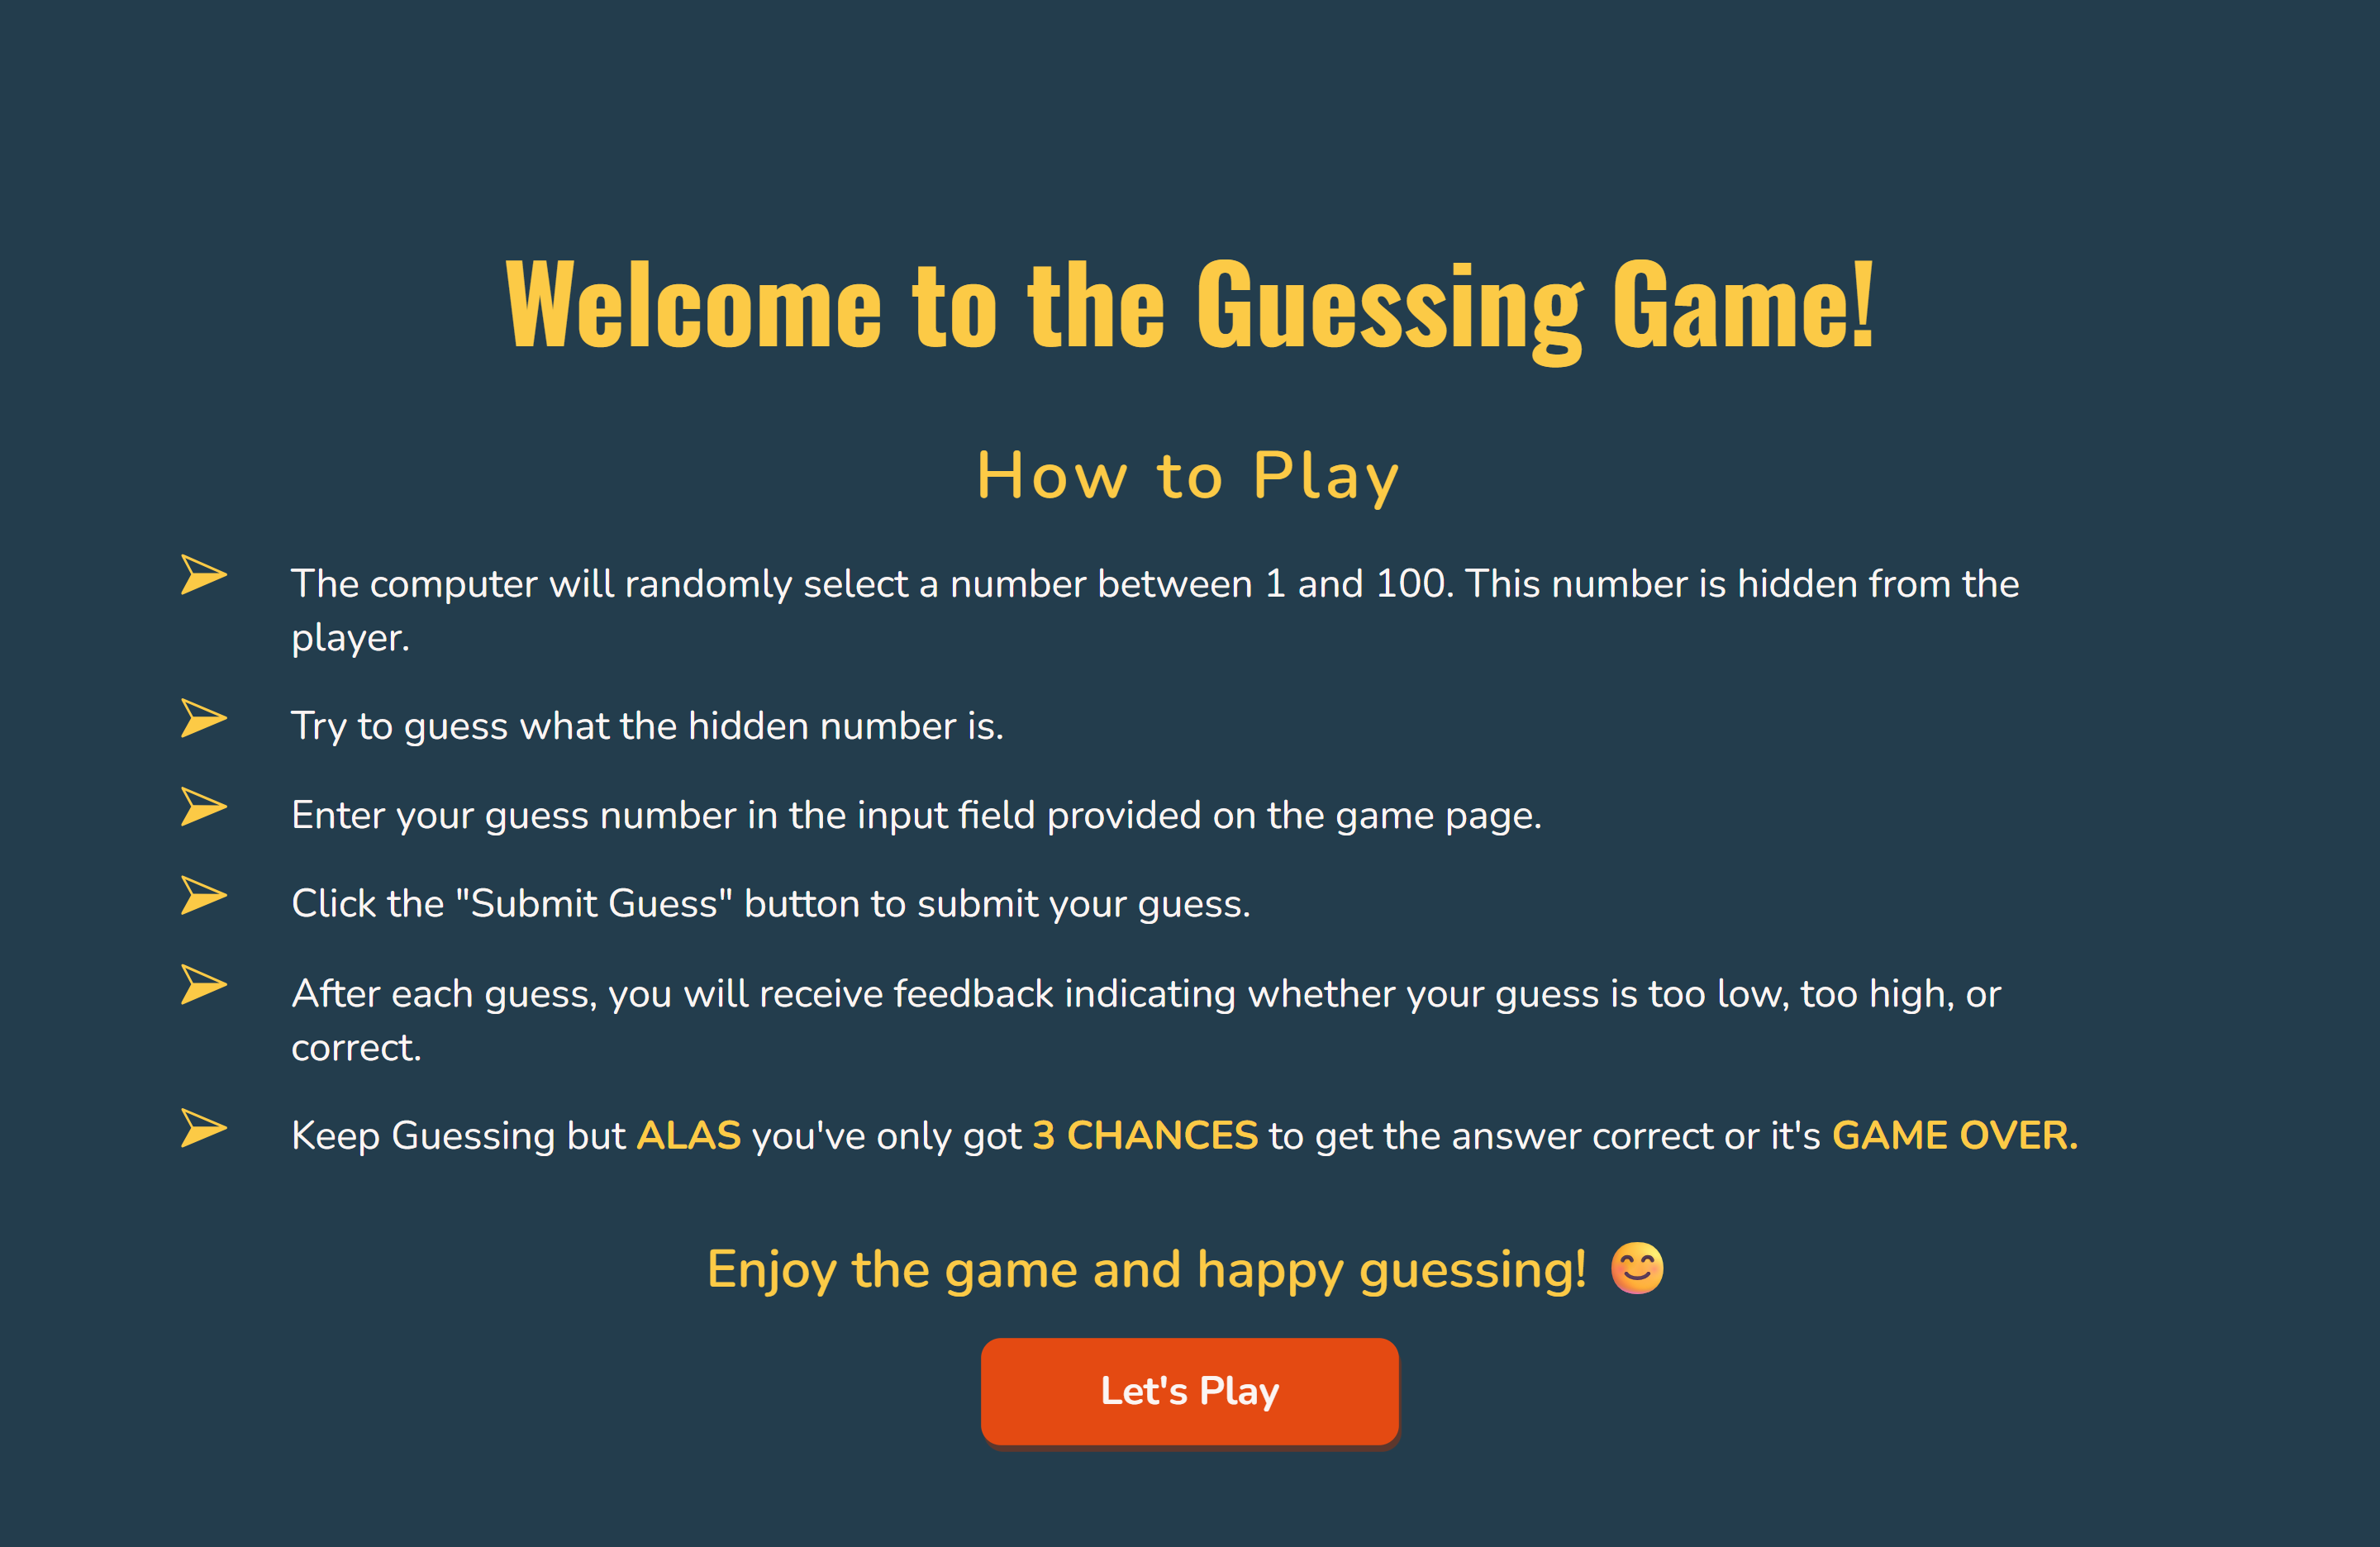 Welcome to the Guessing Game!
How to Play
The computer will randomly select a number between 1 and 100. This number is hidden from the
player.
Try to guess what the hidden number is.
Enter your guess number in the input field provided on the game page.
Click the "Submit Guess" button to submit your guess.
After each guess, you will receive feedback indicating whether your guess is too low, too high, or
correct.
Keep Guessing but ALAS you've only got 3 CHANCES to get the answer correct or it's GAME OVER.
Enjoy the game and happy guessing! 😊
Let's Play